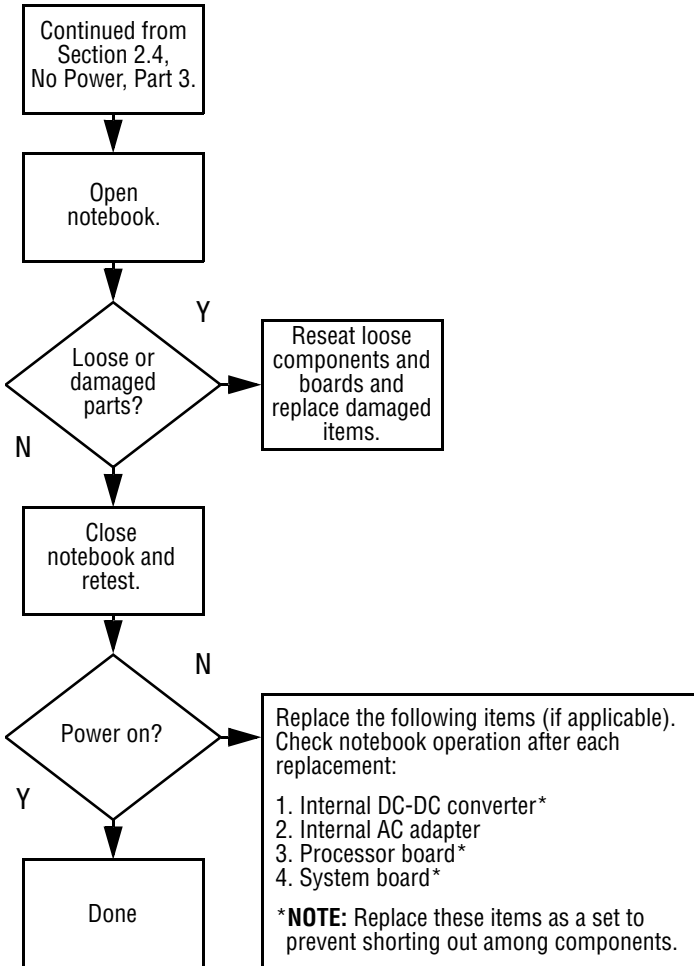 Continued from
Section 2.4,
No Power, Part 3.
Open
notebook.
Y
Loose or
damaged
parts?
N
Reseat loose
components and
boards and
replace damaged
items.
Close
notebook and
retest.
N
Power on?
Y
Replace the following items (if applicable).
Check notebook operation after each
replacement:
1. Internal DC-DC converter*
2. Internal AC adapter
3. Processor board*
4. System board*
*NOTE: Replace these items as a set to
prevent shorting out among components.
Done